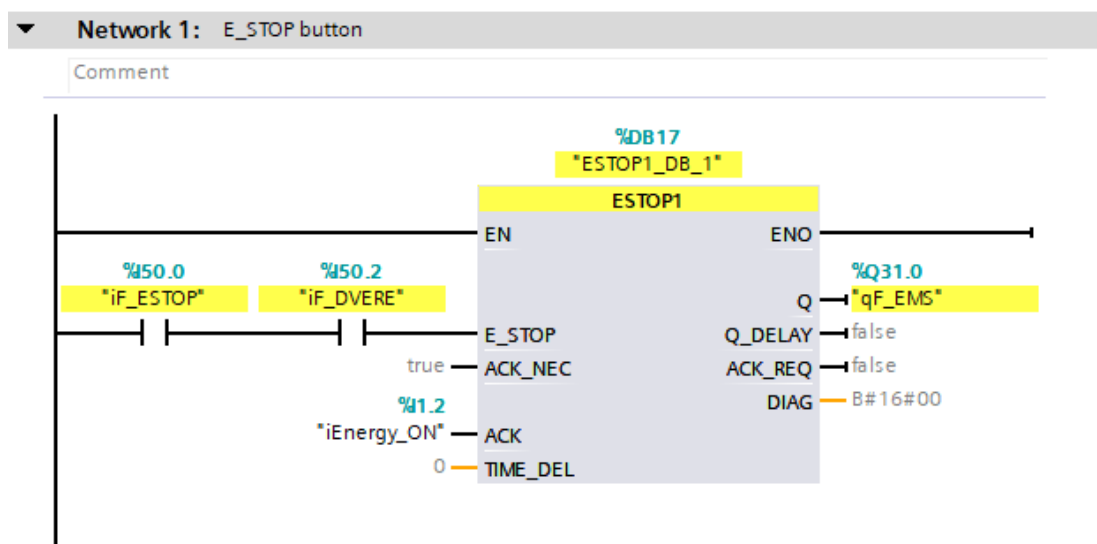 Network 1: E_STOP button
Comment
%DB17
"ESTOP1_DB_1"
ESTOP1
EN ENO
%I50.0 %I50.2 %Q31.0
"iF_ESTOP" "iF_DVERE" Q "qF_EMS"
E_STOP Q_DELAY false
true ACK_NEC ACK_REQ false
%I1.2 DIAG B#16#00
"iEnergy_ON" ACK
0 TIME_DEL